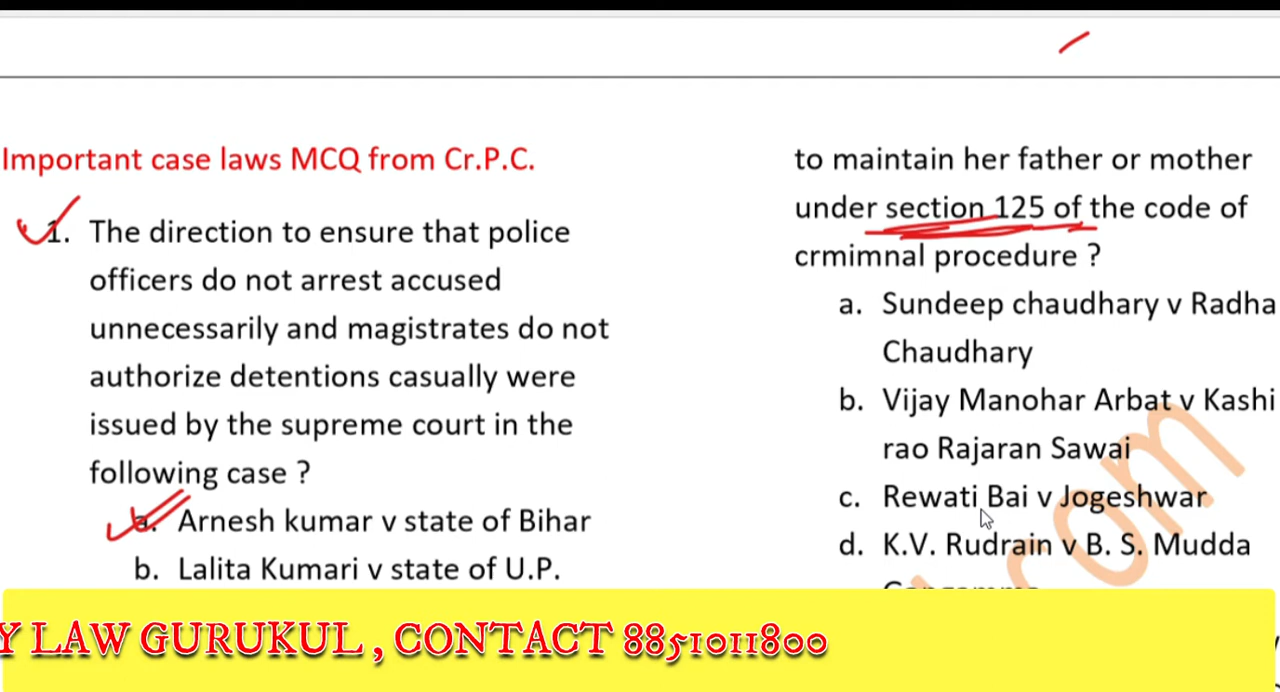 Important case laws MCQ from Cr.P.C.
1. The direction to ensure that police
officers do not arrest accused
unnecessarily and magistrates do not
authorize detentions casually were
issued by the supreme court in the
following case ?
a. Arnesh kumar v state of Bihar
b. Lalita Kumari v state of U.P.
to maintain her father or mother
under section 125 of the code of
crmimnal procedure ?
a. Sundeep chaudhary v Radha
Chaudhary
b. Vijay Manohar Arbat v Kashi
rao Rajaran Sawai
c. Rewati Bai v Jogeshwar
d. K.V. Rudrain v B. S. Mudda
com
Y LAW GURUKUL , CONTACT 8851011800